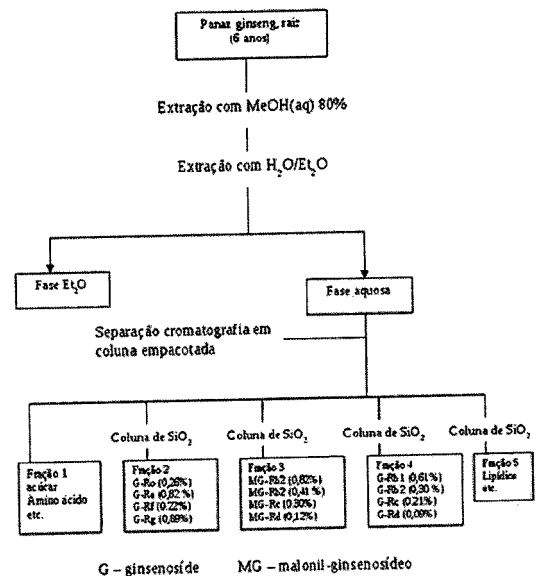 Panax ginseng, raiz
(6 anos)
Extração com MeOH(aq) 80%
Extração com H₂O/Et₂O
Fase Et₂O
Fase aquosa
Separação cromatografia em
coluna empacotada
Coluna de SiO₂
Coluna de SiO₂
Coluna de SiO₂
Coluna de SiO₂
Fração 1
açúcar
Amino ácido
etc.
Fração 2
G-Ro (0,26%)
G-Re (0,82 %)
G-Rf (0.22%)
G-Rg (0,89%)
Fração 3
MG-Rb2 (0,82%)
MG-Rb2 (0,41 %)
MG-Rc (0.30%)
MG-Rd (0,12%)
Fração 4
G-Rb1 (0,61%)
G-Rb2 (0,30 %)
G-Rc (0.21%)
G-Rd (0,09%)
Fração 5
Lipídios
etc.
G – ginsenosíde
MG – malonil-ginsenosídeo